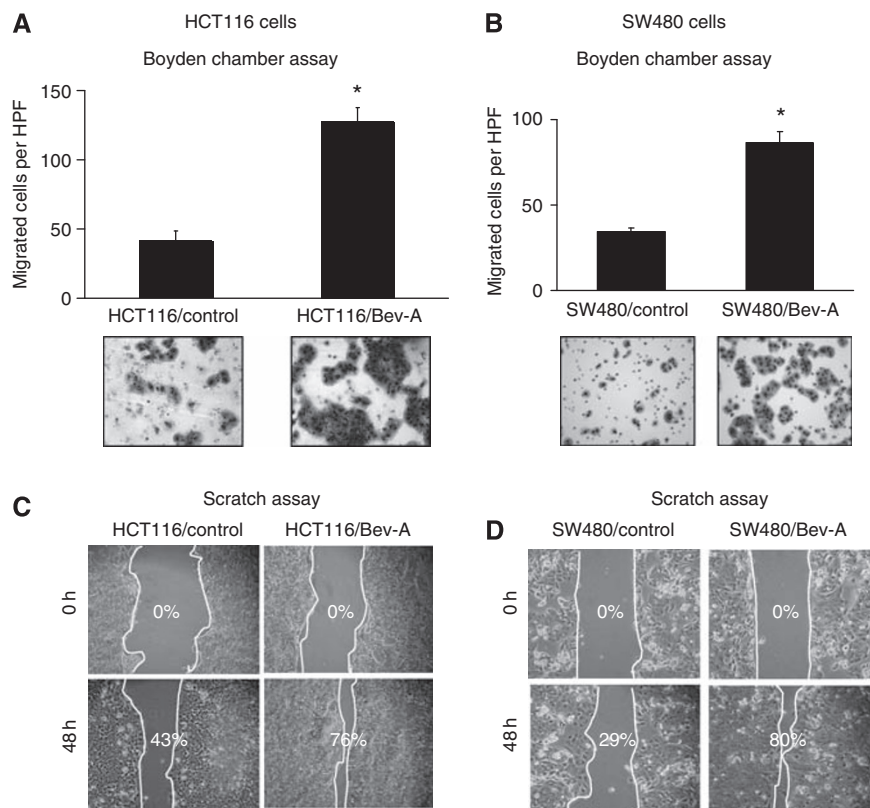 A
HCT116 cells
Boyden chamber assay
Migrated cells per HPF
150
100
50
0
*
HCT116/control
HCT116/Bev-A
B
SW480 cells
Boyden chamber assay
Migrated cells per HPF
100
50
0
*
SW480/control
SW480/Bev-A
C
Scratch assay
HCT116/control
HCT116/Bev-A
0 h
0%
0%
48 h
43%
76%
D
Scratch assay
SW480/control
SW480/Bev-A
0 h
0%
0%
48 h
29%
80%